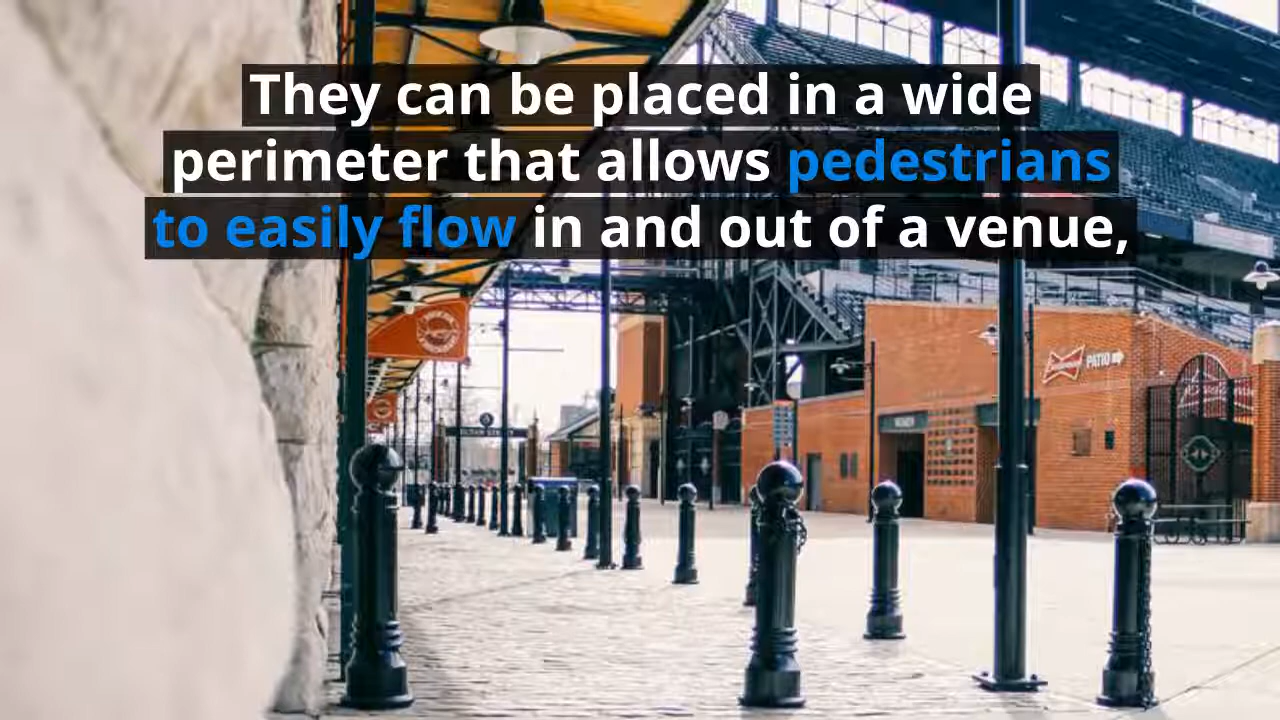 They can be placed in a wide
perimeter that allows pedestrians
to easily flow in and out of a venue,
Budweiser
PATIO